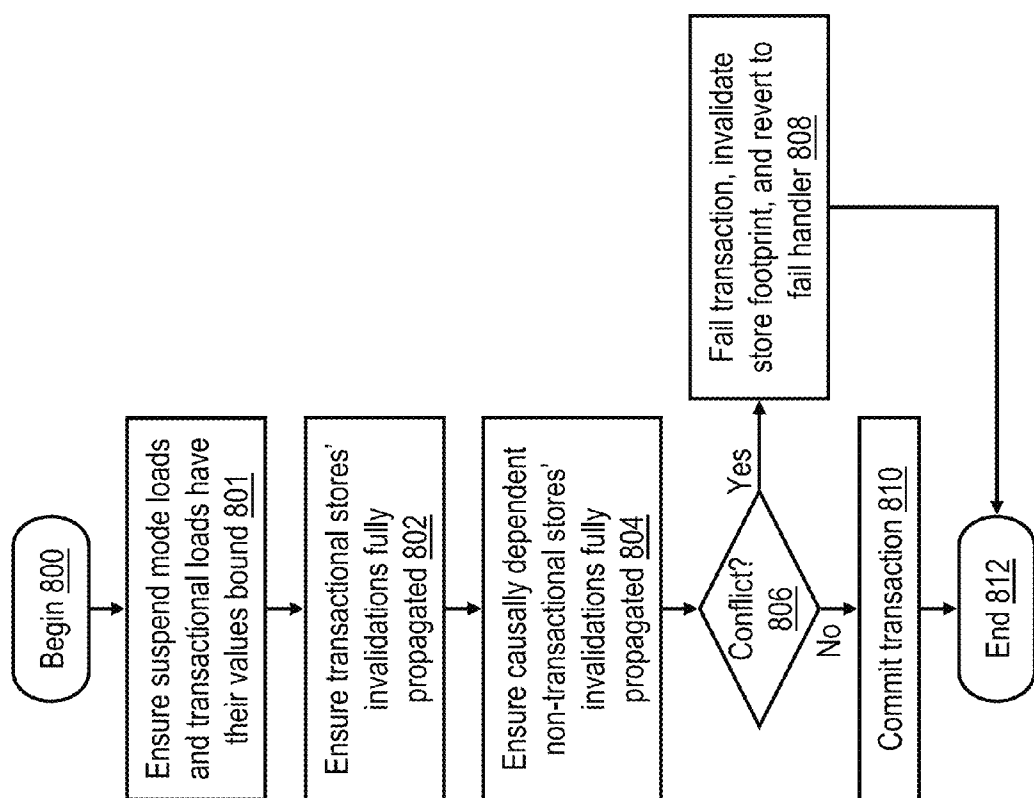 Begin 800
Ensure suspend mode loads
and transactional loads have
their values bound 801
Ensure transactional stores'
invalidations fully
propagated 802
Ensure causally dependent
non-transactional stores'
invalidations fully
propagated 804
Conflict?
806
Yes
No
Fail transaction, invalidate
store footprint, and revert to
fail handler 808
Commit transaction 810
End 812